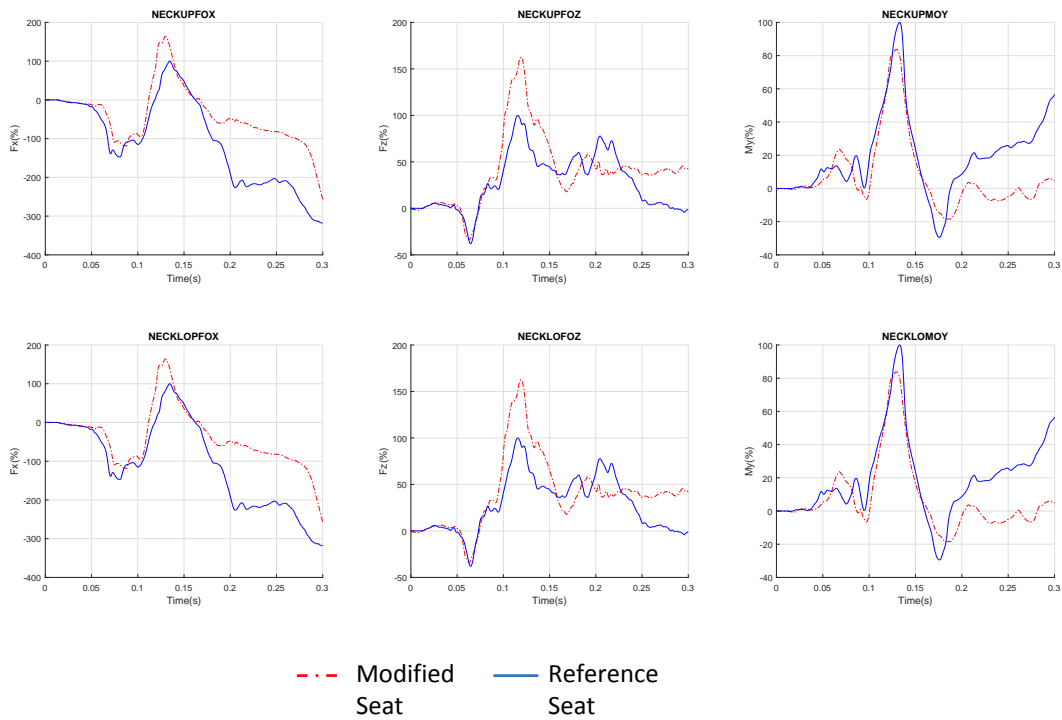 NECKUPFOX
200
100
0
-100
-200
-300
-400
Fx(%)
0 0.05 0.1 0.15 0.2 0.25 0.3
Time(s)
NECKUPFOZ
200
150
100
50
0
-50
Fz(%)
0 0.05 0.1 0.15 0.2 0.25 0.3
Time(s)
NECKUPMOY
100
80
60
40
20
0
-20
-40
My(%)
0 0.05 0.1 0.15 0.2 0.25 0.3
Time(s)
NECKLOPFOX
200
100
0
-100
-200
-300
-400
Fx(%)
0 0.05 0.1 0.15 0.2 0.25 0.3
Time(s)
NECKLOFOZ
200
150
100
50
0
-50
Fz(%)
0 0.05 0.1 0.15 0.2 0.25 0.3
Time(s)
NECKLOMOY
100
80
60
40
20
0
-20
-40
My(%)
0 0.05 0.1 0.15 0.2 0.25 0.3
Time(s)
Modified
Seat
Reference
Seat